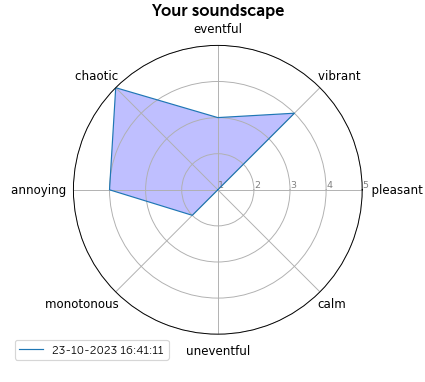 Your soundscape
eventful
chaotic
vibrant
annoying
1 2 3 4 5
pleasant
monotonous
calm
uneventful
23-10-2023 16:41:11